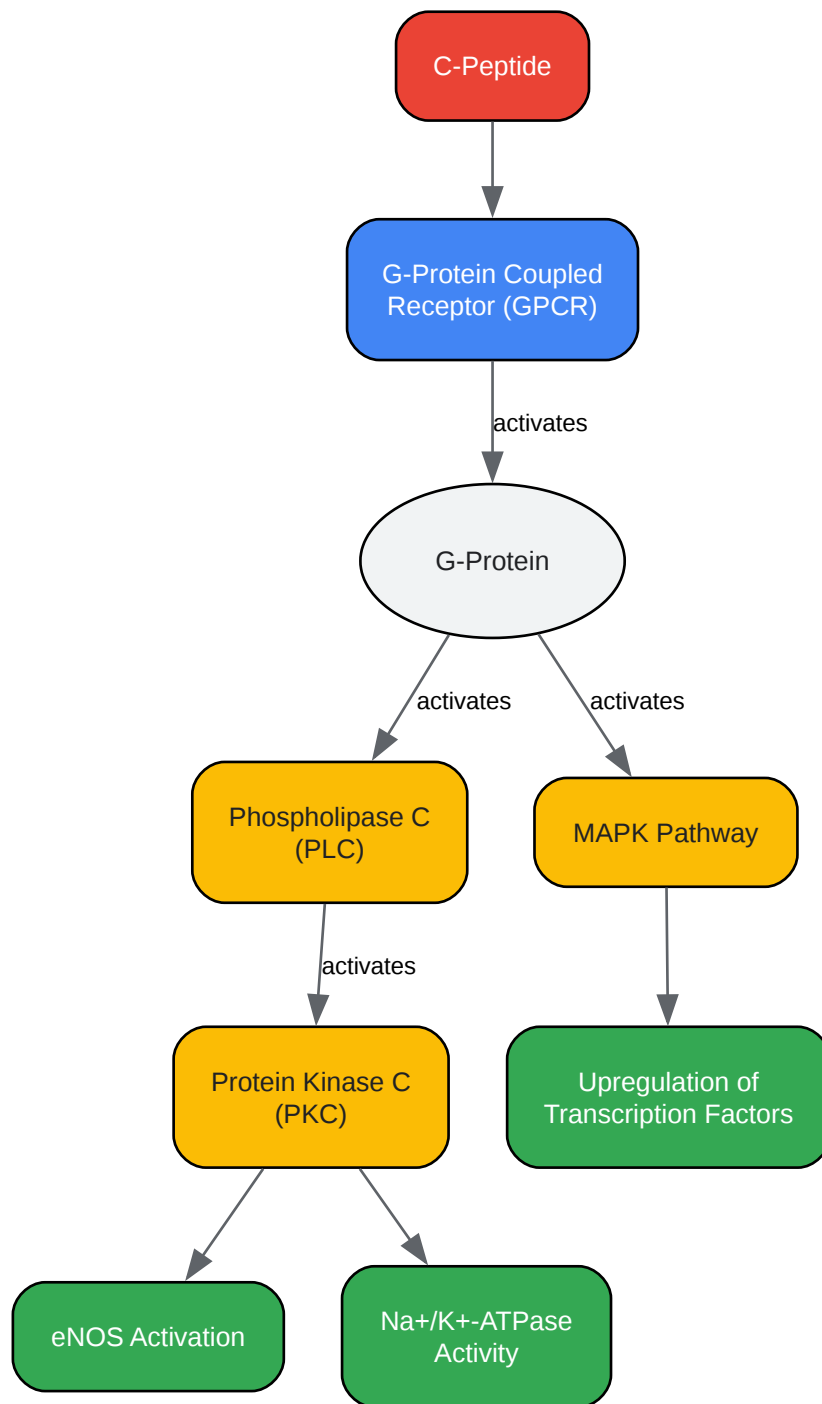 C-Peptide
G-Protein Coupled
Receptor (GPCR)
activates
G-Protein
activates
activates
Phospholipase C
(PLC)
MAPK Pathway
activates
Protein Kinase C
(PKC)
Upregulation of
Transcription Factors
eNOS Activation
Na+/K+-ATPase
Activity